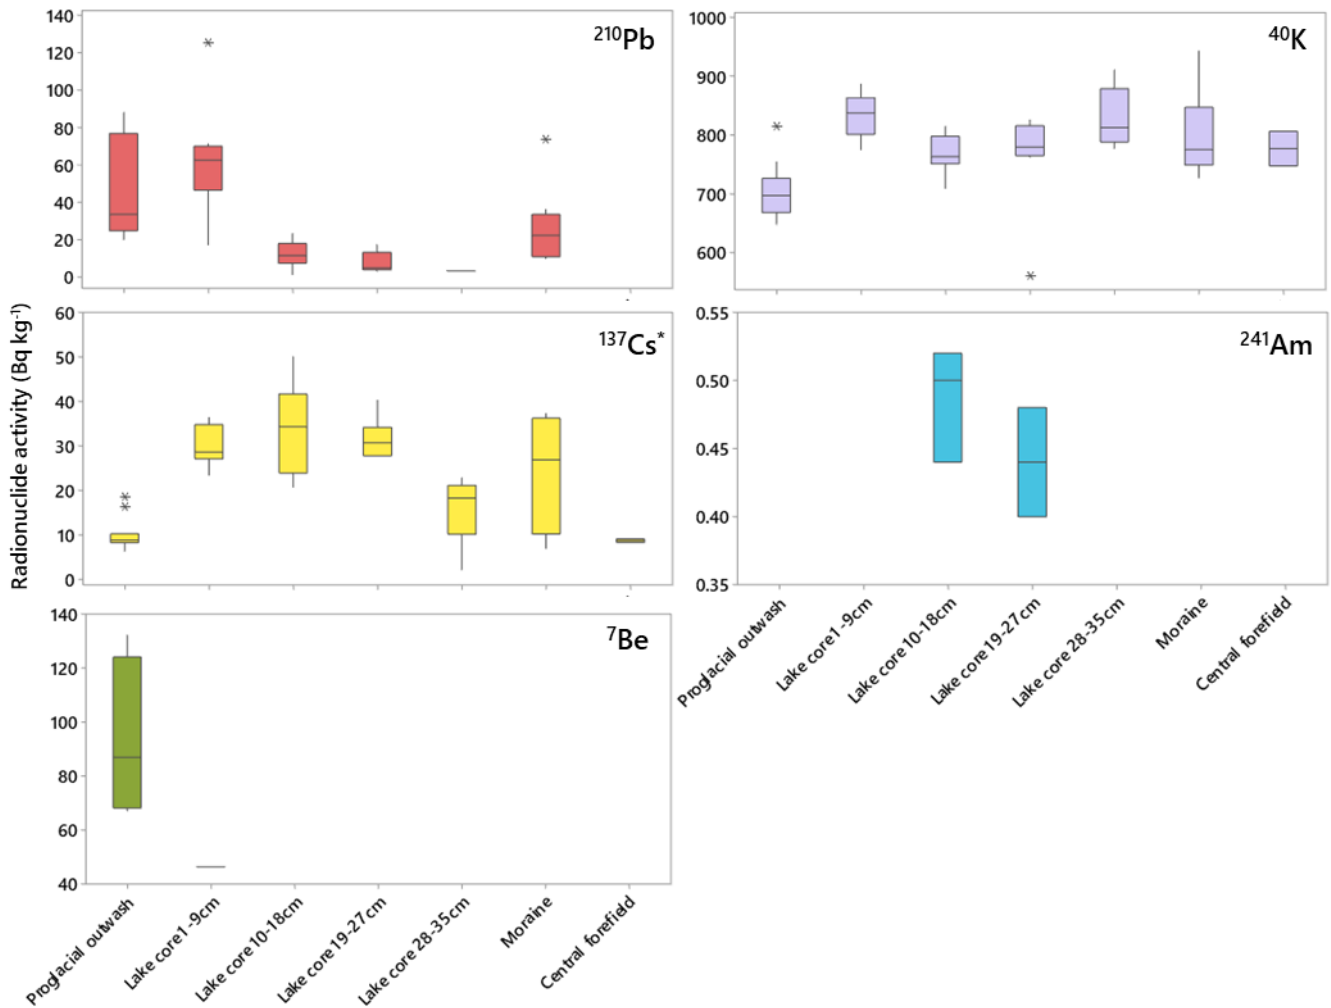 Radionuclide activity (Bq kg⁻¹)
²¹⁰Pb
140
120
100
80
60
40
20
0
⁴⁰K
1000
900
800
700
600
¹³⁷Cs*
60
50
40
30
20
10
0
²⁴¹Am
0.55
0.50
0.45
0.40
0.35
Proglacial outwash
Lake core 1-9cm
Lake core 10-18cm
Lake core 19-27cm
Lake core 28-35cm
Moraine
Central forefield
⁷Be
140
120
100
80
60
40
Proglacial outwash
Lake core 1-9cm
Lake core 10-18cm
Lake core 19-27cm
Lake core 28-35cm
Moraine
Central forefield